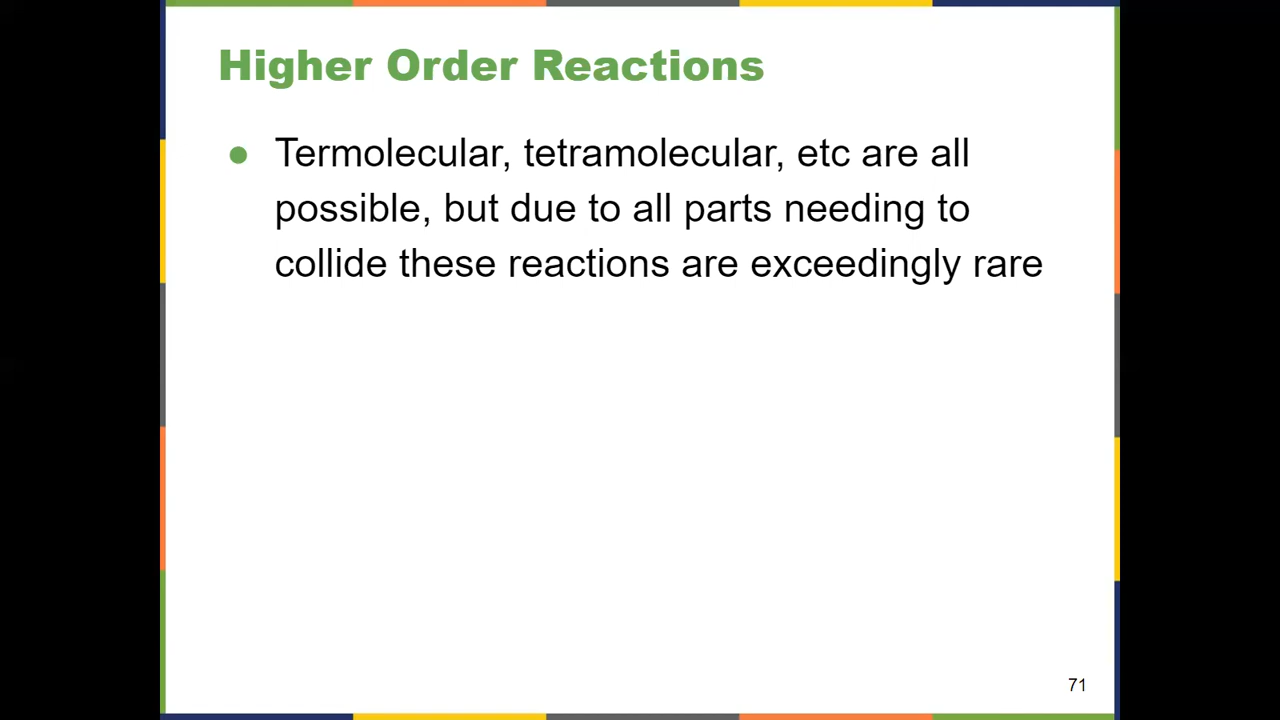 Higher Order Reactions
● Termolecular, tetramolecular, etc are all
possible, but due to all parts needing to
collide these reactions are exceedingly rare
71